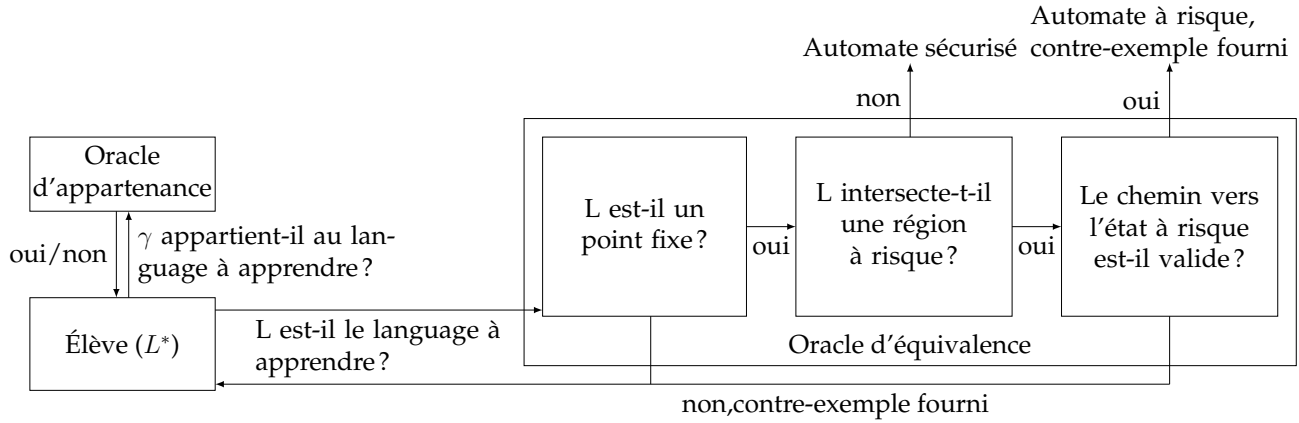 Automate à risque,
Automate sécurisé
contre-exemple fourni
non
oui
Oracle
d'appartenance
oui/non
γ appartient-il au lan-
guage à apprendre ?
Élève (L*)
L est-il le language à
apprendre ?
L est-il un
point fixe ?
oui
L intersecte-t-il
une région
à risque ?
oui
Le chemin vers
l'état à risque
est-il valide ?
Oracle d'équivalence
non,contre-exemple fourni